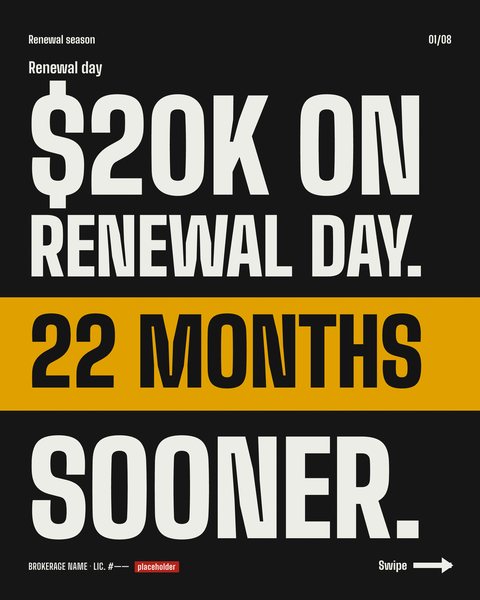 Renewal season
01/08
Renewal day
$20K ON
RENEWAL DAY.
22 MONTHS
SOONER.
BROKERAGE NAME · LIC. #—— placeholder
Swipe